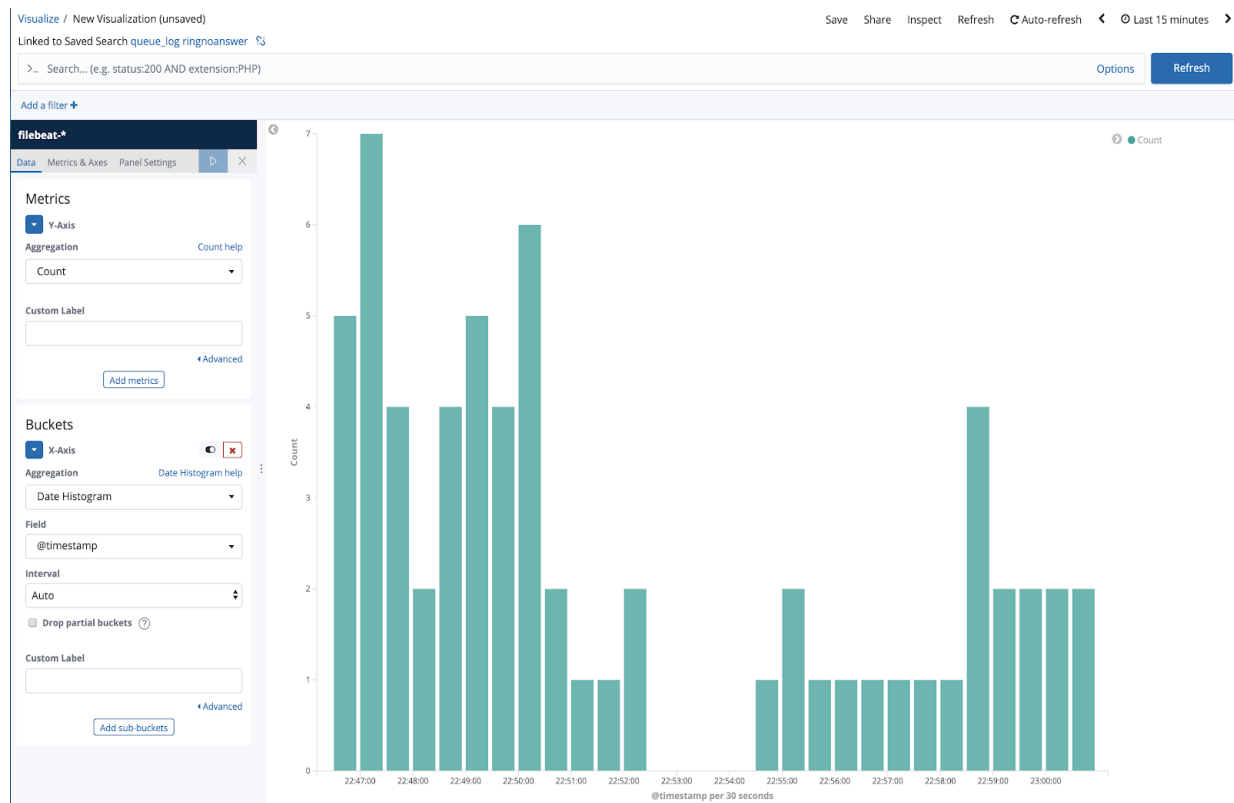 Visualize / New Visualization (unsaved)
Save Share Inspect Refresh Auto-refresh Last 15 minutes
Linked to Saved Search queue_log ringnoanswer
>_ Search... (e.g. status:200 AND extension:PHP)
Options
Refresh
Add a filter +
filebeat-*
Data Metrics & Axes Panel Settings
Metrics
Y-Axis
Aggregation Count help
Count
Custom Label
Advanced
Add metrics
Buckets
X-Axis
Aggregation Date Histogram help
Date Histogram
Field
@timestamp
Interval
Auto
Drop partial buckets ?
Custom Label
Advanced
Add sub-buckets
Count
7
6
5
4
3
2
1
0
Count
22:47:00 22:48:00 22:49:00 22:50:00 22:51:00 22:52:00 22:53:00 22:54:00 22:55:00 22:56:00 22:57:00 22:58:00 22:59:00 23:00:00
@timestamp per 30 seconds